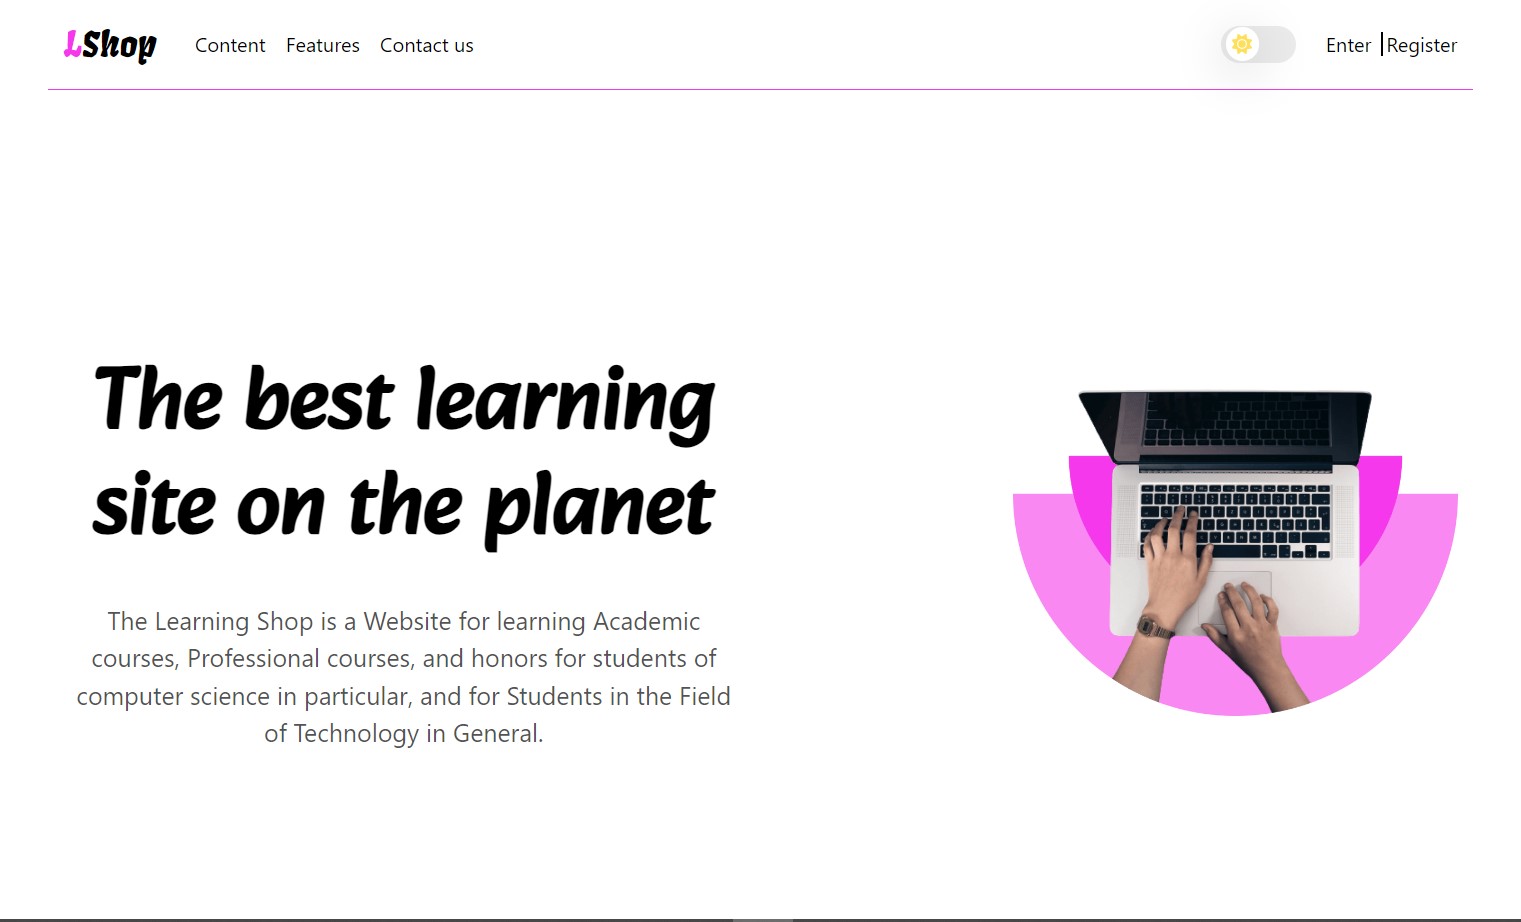 LShop Content Features Contact us Enter | Register
The best learning
site on the planet
The Learning Shop is a Website for learning Academic
courses, Professional courses, and honors for students of
computer science in particular, and for Students in the Field
of Technology in General.